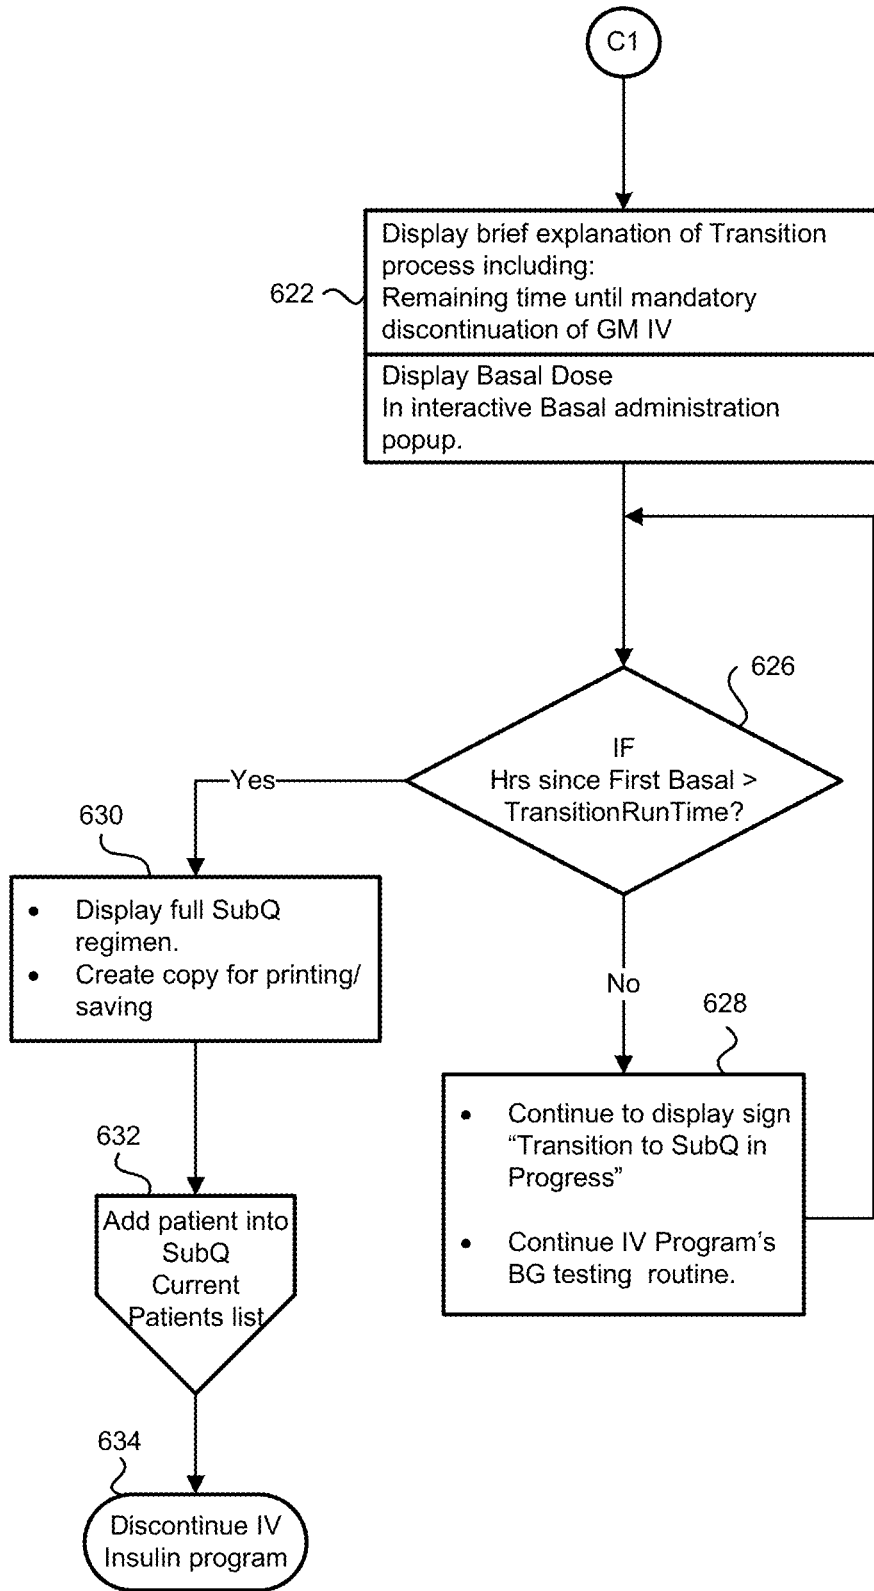 C1
Display brief explanation of Transition
process including:
622
Remaining time until mandatory
discontinuation of GM IV
Display Basal Dose
In interactive Basal administration
popup.
626
IF
Hrs since First Basal >
TransitionRunTime?
Yes
630
• Display full SubQ
regimen.
• Create copy for printing/
saving
No
628
• Continue to display sign
“Transition to SubQ in
Progress”
• Continue IV Program’s
BG testing routine.
632
Add patient into
SubQ
Current
Patients list
634
Discontinue IV
Insulin program